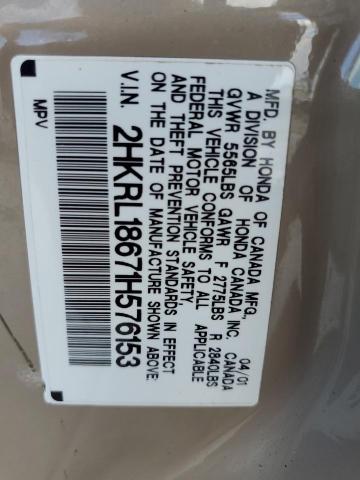 MFD. BY HONDA OF CANADA MFG.,
A DIVISION OF HONDA CANADA INC. CANADA 04/01
GVWR 5565LBS GAWR F 2775LBS R 2840LBS
THIS VEHICLE CONFORMS TO ALL APPLICABLE
FEDERAL MOTOR VEHICLE SAFETY,
AND THEFT PREVENTION STANDARDS IN EFFECT
ON THE DATE OF MANUFACTURE SHOWN ABOVE.
V.I.N. 2HKRL18671H576153
MPV